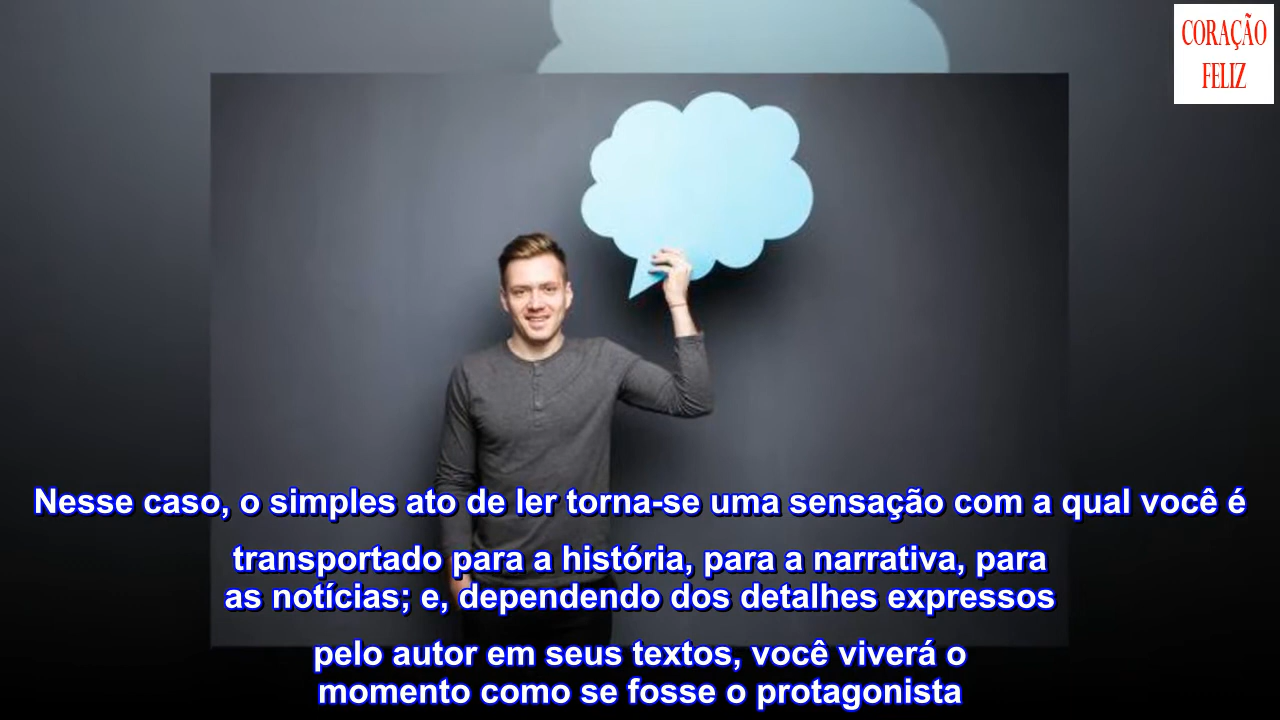 CORAÇÃO
FELIZ
Nesse caso, o simples ato de ler torna-se uma sensação com a qual você é
transportado para a história, para a narrativa, para
as notícias; e, dependendo dos detalhes expressos
pelo autor em seus textos, você viverá o
momento como se fosse o protagonista